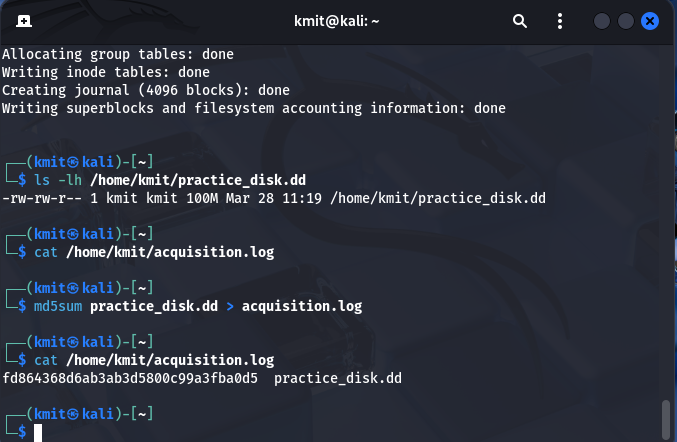 kmit@kali: ~
Allocating group tables: done
Writing inode tables: done
Creating journal (4096 blocks): done
Writing superblocks and filesystem accounting information: done
┌──(kmit㉿kali)-[~]
└─$ ls -lh /home/kmit/practice_disk.dd
-rw-rw-r-- 1 kmit kmit 100M Mar 28 11:19 /home/kmit/practice_disk.dd
┌──(kmit㉿kali)-[~]
└─$ cat /home/kmit/acquisition.log
┌──(kmit㉿kali)-[~]
└─$ md5sum practice_disk.dd > acquisition.log
┌──(kmit㉿kali)-[~]
└─$ cat /home/kmit/acquisition.log
fd864368d6ab3ab3d5800c99a3fba0d5  practice_disk.dd
┌──(kmit㉿kali)-[~]
└─$